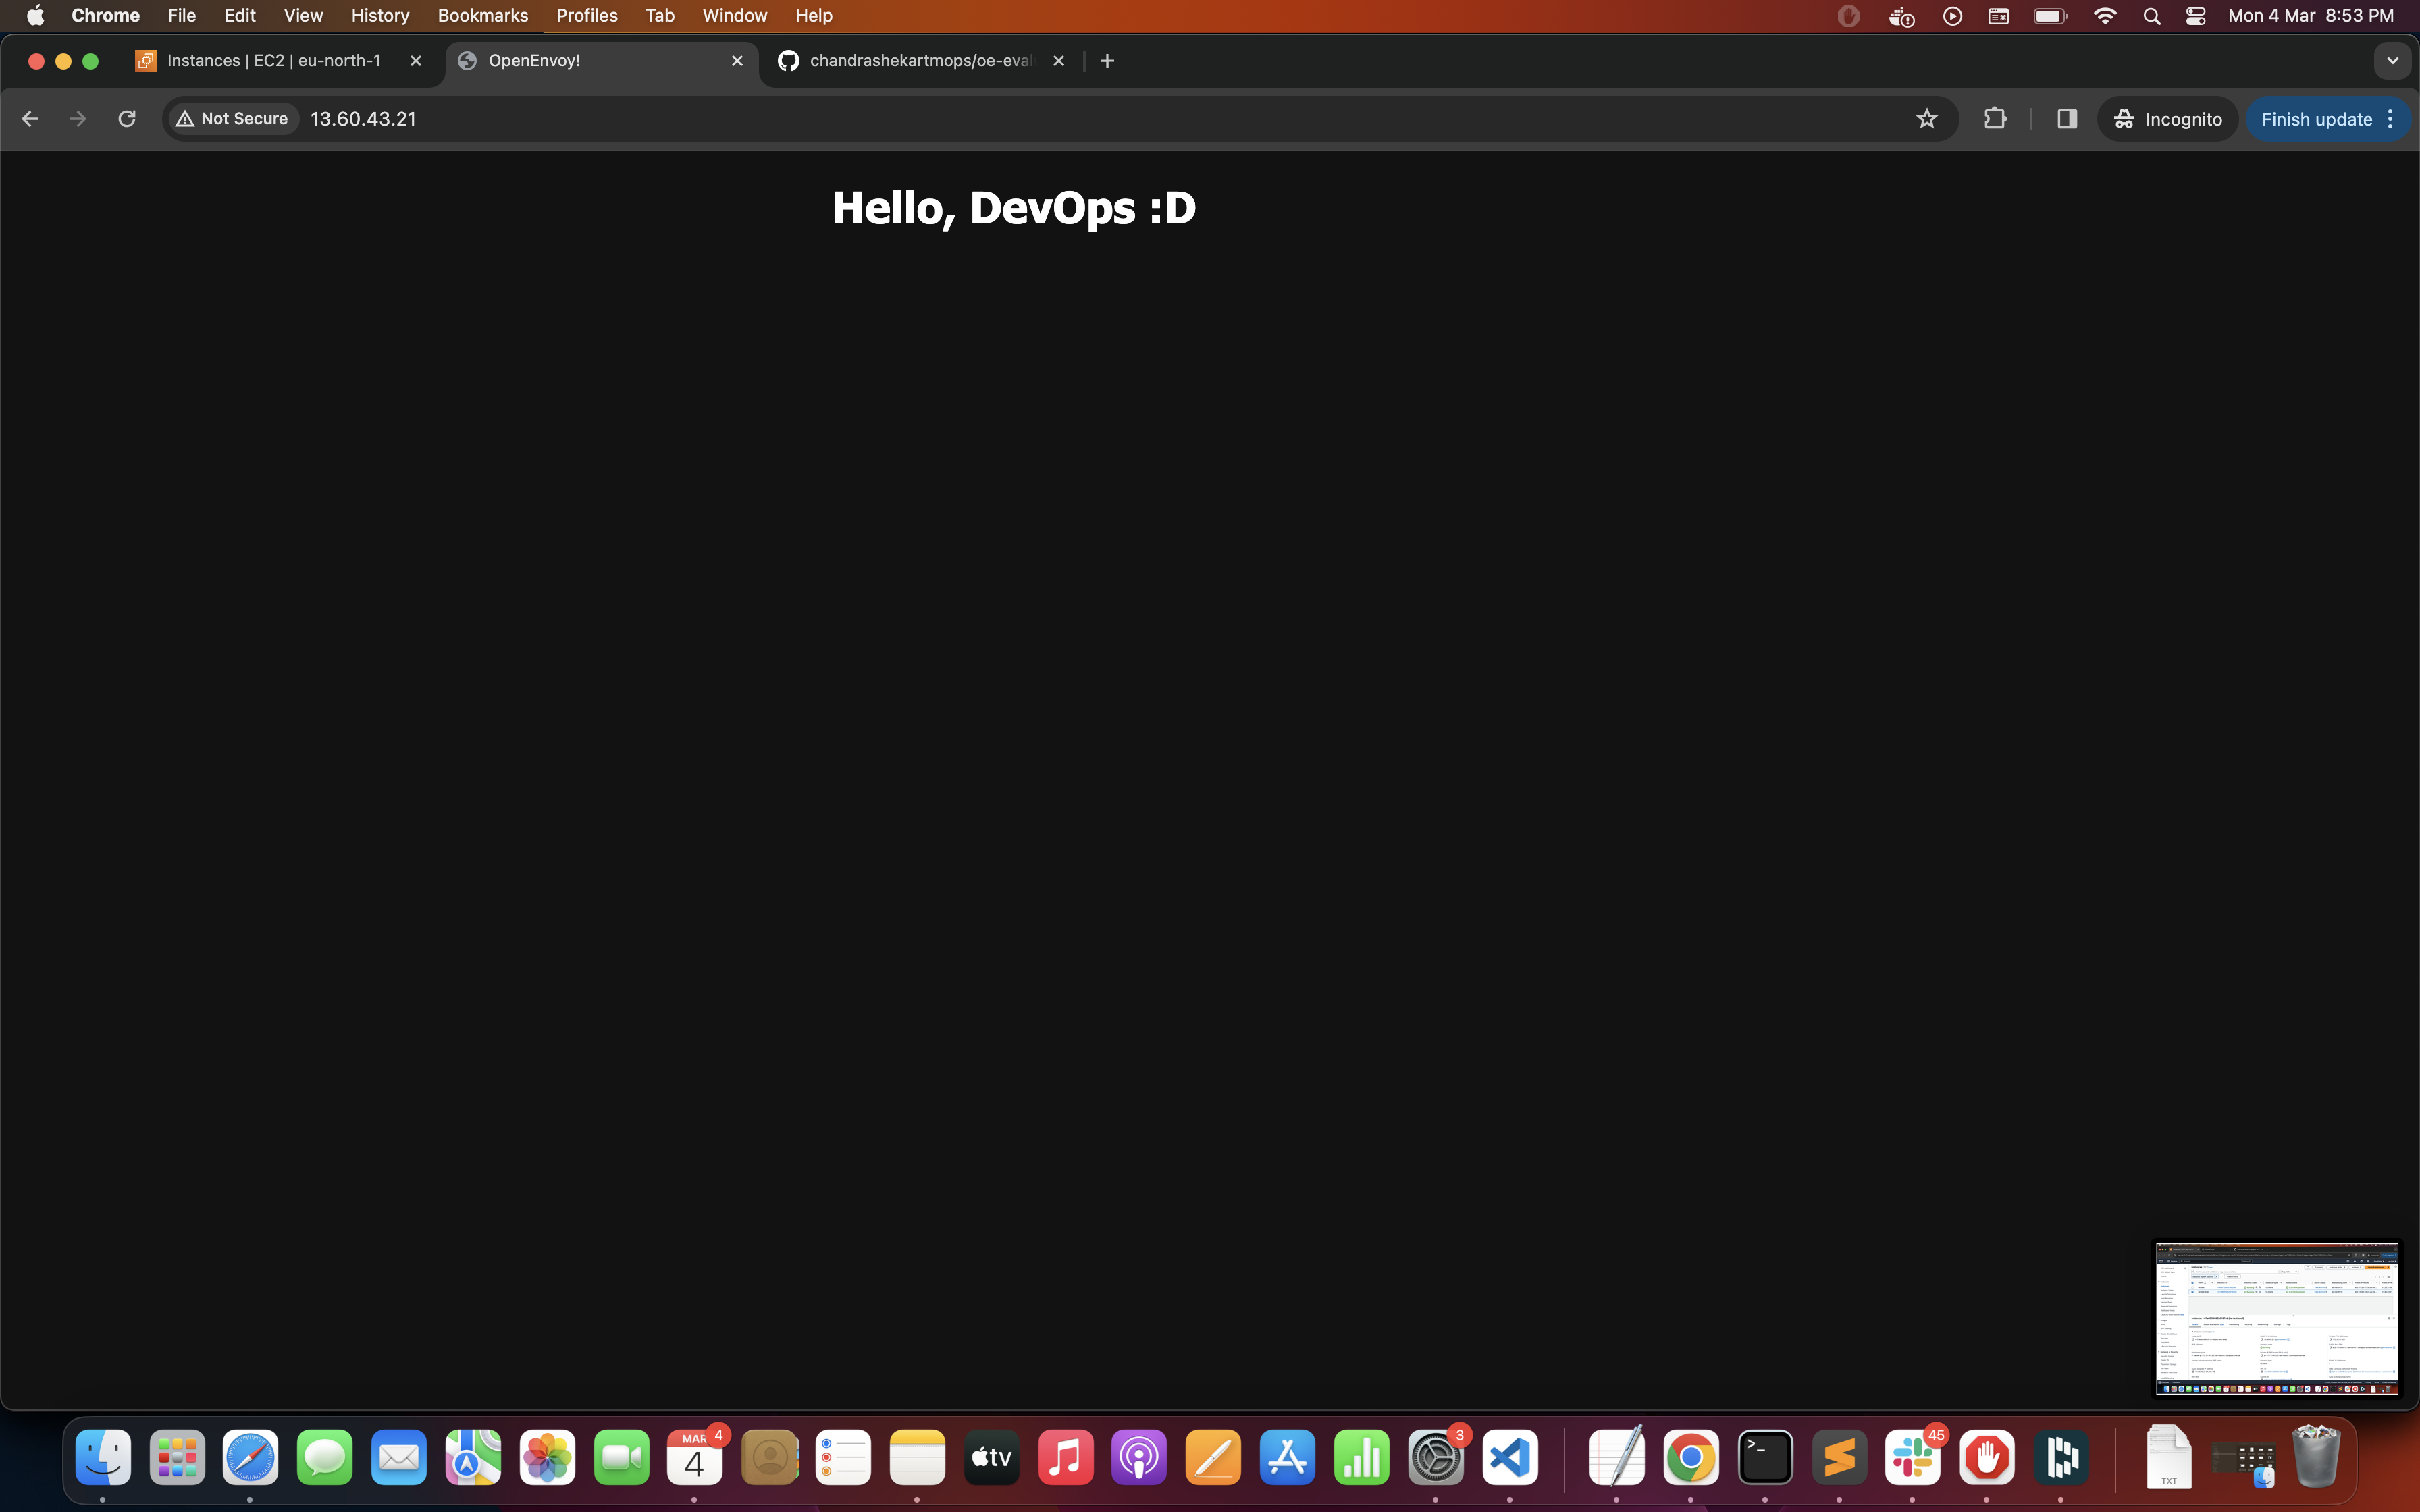 Chrome File Edit View History Bookmarks Profiles Tab Window Help Mon 4 Mar 8:53 PM
Instances | EC2 | eu-north-1 OpenEnvoy! chandrashekartmops/oe-eval
Not Secure 13.60.43.21 Incognito Finish update
Hello, DevOps :D
MAR 4 4 tv 3 >_ 45 TXT